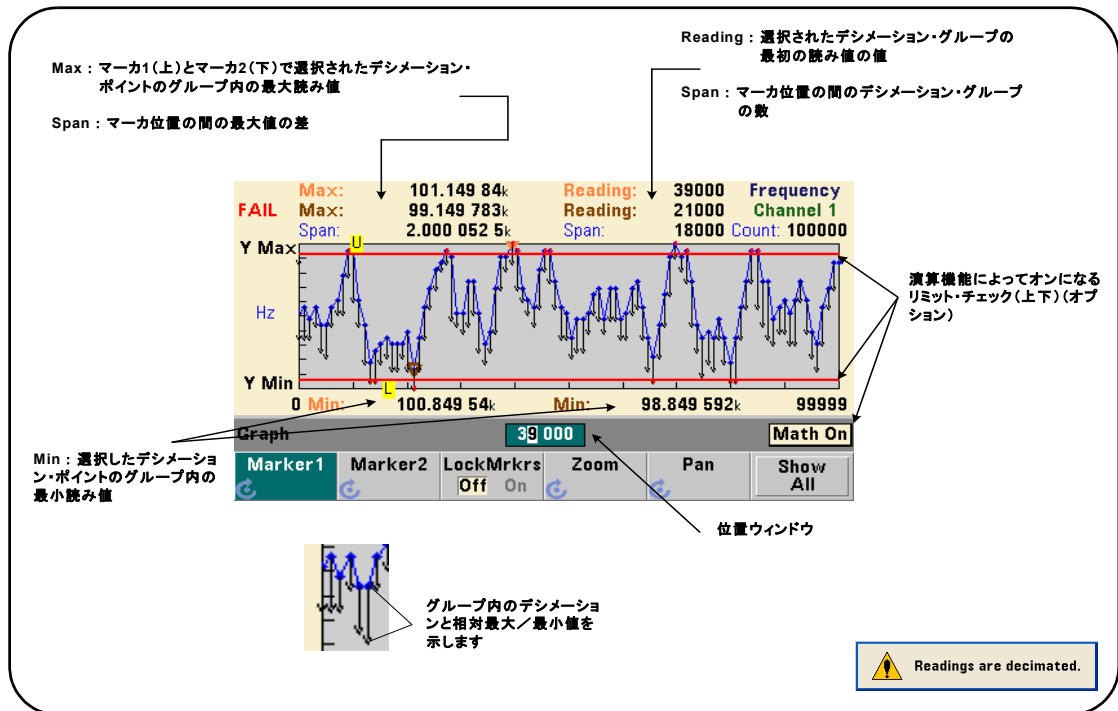 Max : マーカ1(上)とマーカ2(下)で選択されたデシメーション・
ポイントのグループ内の最大読み値
Span : マーカ位置の間の最大値の差
Reading : 選択されたデシメーション・グループの
最初の読み値の値
Span : マーカ位置の間のデシメーション・グループ
の数
Max: 101.149 84k Reading: 39000 Frequency
FAIL Max: 99.149 783k Reading: 21000 Channel 1
Span: 2.000 052 5k Span: 18000 Count: 100000
Y Max
U
Hz
Y Min
L
0 Min: 100.849 54k Min: 98.849 592k 99999
Graph 39 000 Math On
Marker1 Marker2 LockMrkrs Zoom Pan Show
Off On All
演算機能によってオンになる
リミット・チェック(上下)(オプ
ション)
Min : 選択したデシメーショ
ン・ポイントのグループ内の
最小読み値
位置ウィンドウ
グループ内のデシメーショ
ンと相対最大/最小値を
示します
Readings are decimated.